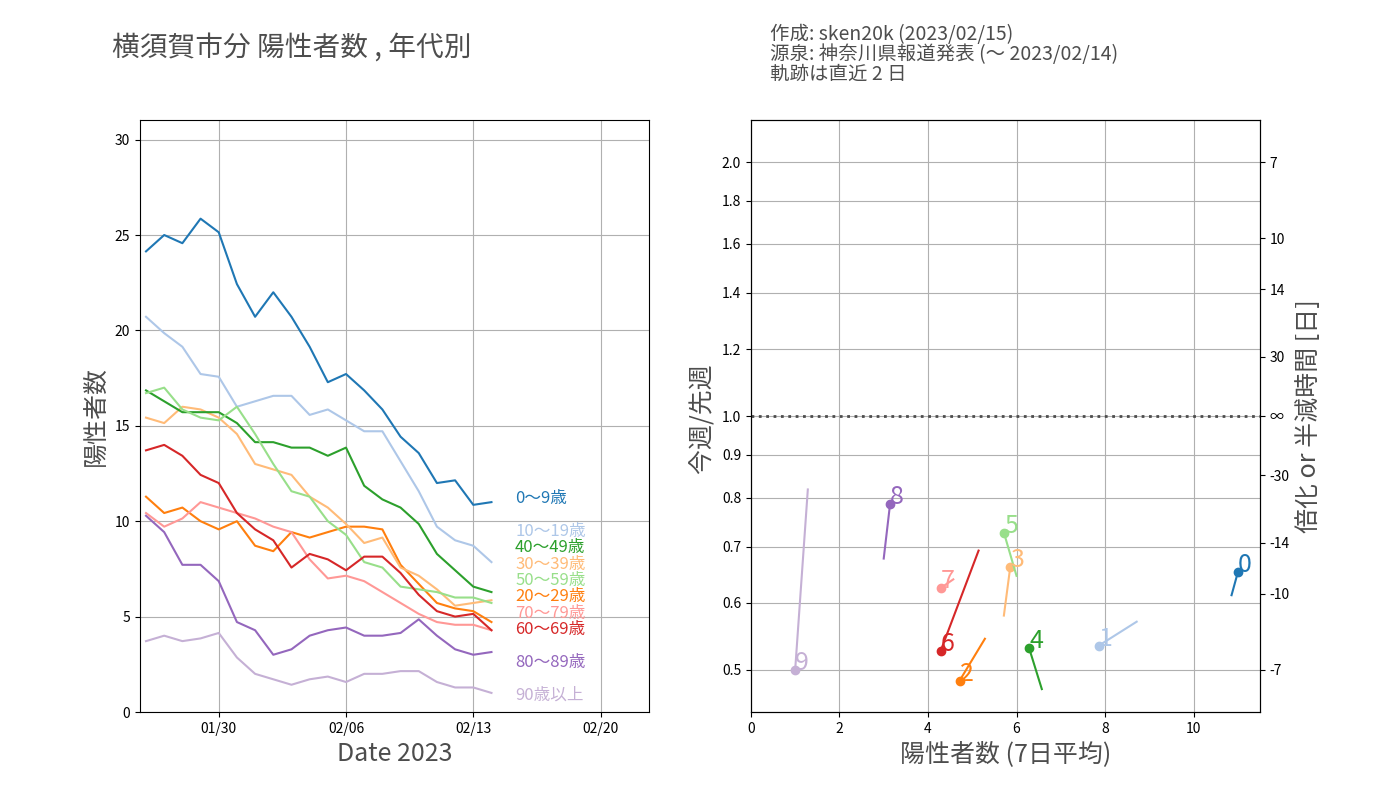 横須賀市分 陽性者数 , 年代別
作成: sken20k (2023/02/15)
源泉: 神奈川県報道発表 (〜 2023/02/14)
軌跡は直近 2 日
陽性者数
30
25
20
15
10
5
0
01/30
02/06
02/13
02/20
Date 2023
0〜9歳
10〜19歳
40〜49歳
30〜39歳
50〜59歳
20〜29歳
70〜79歳
60〜69歳
80〜89歳
90歳以上
今週/先週
2.0
1.8
1.6
1.4
1.2
1.0
0.9
0.8
0.7
0.6
0.5
0
2
4
6
8
10
陽性者数 (7日平均)
8
5
3
0
7
6
4
1
9
2
7
10
14
30
∞
-30
-14
-10
-7
倍化 or 半減時間 [日]